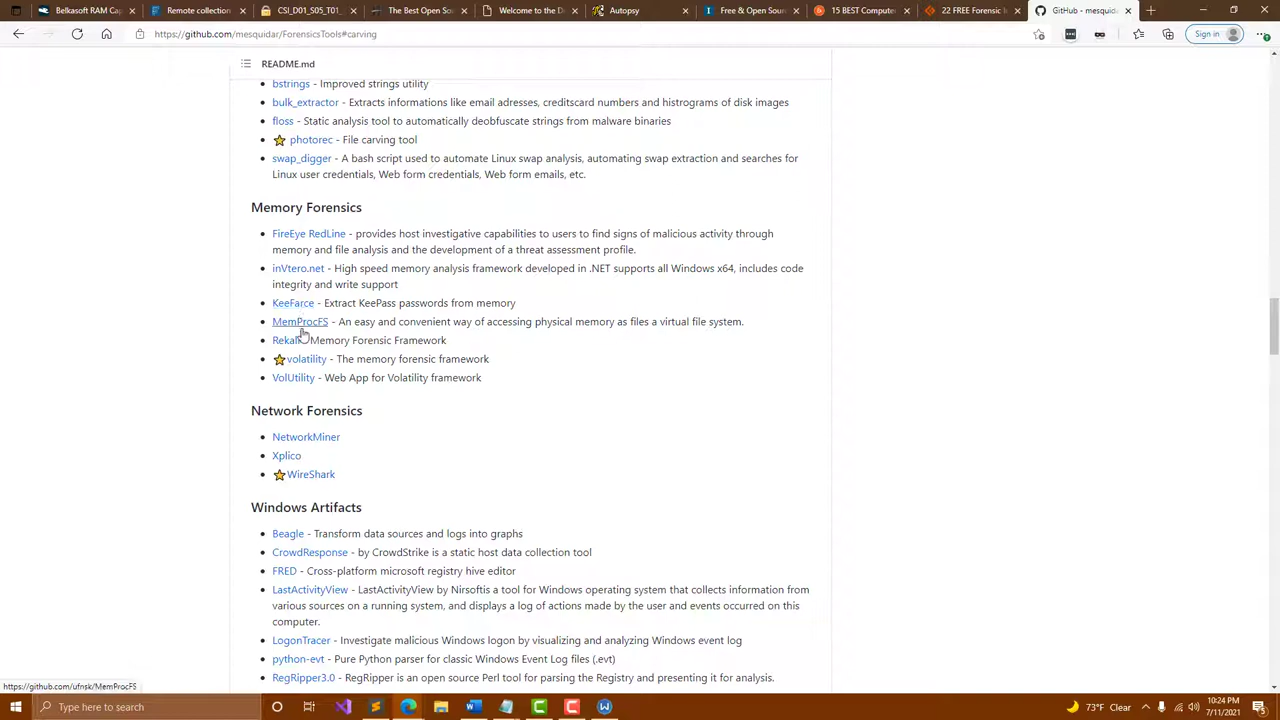 Belkasoft RAM Cap
Remote collection
CSI_D01_S05_T01
The Best Open So
Welcome to the D
Autopsy
Free & Open Sourc
15 BEST Computer
22 FREE Forensic I
GitHub - mesquida
https://github.com/mesquidar/ForensicsTools#carving
Sign in
README.md
bstrings - Improved strings utility
bulk_extractor - Extracts informations like email adresses, creditscard numbers and histrograms of disk images
floss - Static analysis tool to automatically deobfuscate strings from malware binaries
photorec - File carving tool
swap_digger - A bash script used to automate Linux swap analysis, automating swap extraction and searches for
Linux user credentials, Web form credentials, Web form emails, etc.
Memory Forensics
FireEye RedLine - provides host investigative capabilities to users to find signs of malicious activity through
memory and file analysis and the development of a threat assessment profile.
inVtero.net - High speed memory analysis framework developed in .NET supports all Windows x64, includes code
integrity and write support
KeeFarce - Extract KeePass passwords from memory
MemProcFS - An easy and convenient way of accessing physical memory as files a virtual file system.
Rekall - Memory Forensic Framework
volatility - The memory forensic framework
VolUtility - Web App for Volatility framework
Network Forensics
NetworkMiner
Xplico
WireShark
Windows Artifacts
Beagle - Transform data sources and logs into graphs
CrowdResponse - by CrowdStrike is a static host data collection tool
FRED - Cross-platform microsoft registry hive editor
LastActivityView - LastActivityView by Nirsoftis a tool for Windows operating system that collects information from
various sources on a running system, and displays a log of actions made by the user and events occurred on this
computer.
LogonTracer - Investigate malicious Windows logon by visualizing and analyzing Windows event log
python-evt - Pure Python parser for classic Windows Event Log files (.evt)
RegRipper3.0 - RegRipper is an open source Perl tool for parsing the Registry and presenting it for analysis.
https://github.com/ufrisk/MemProcFS
Type here to search
73°F Clear
10:24 PM
7/11/2021